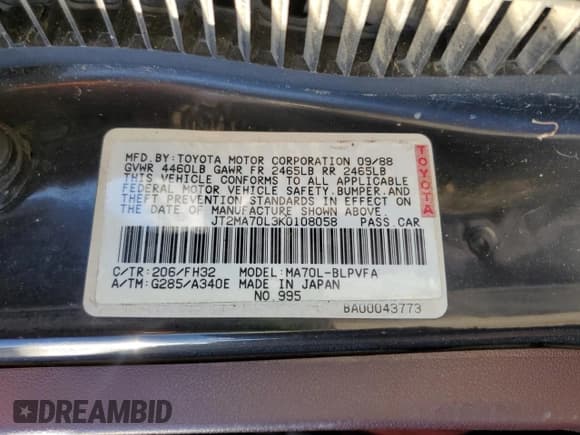 MFD.BY:TOYOTA MOTOR CORPORATION 09/88
GVWR 4460LB GAWR FR 2465LB RR 2465LB
THIS VEHICLE CONFORMS TO ALL APPLICABLE
FEDERAL MOTOR VEHICLE SAFETY,BUMPER,AND
THEFT PREVENTION STANDARDS IN EFFECT ON
THE DATE OF MANUFACTURE SHOWN ABOVE.
JT2MA70L3K0108058 PASS.CAR
C/TR:206/FH32 MODEL:MA70L-BLPVFA
A/TM:G285/A340E MADE IN JAPAN
NO.995
BA00043773
TOYOTA
DREAMBID